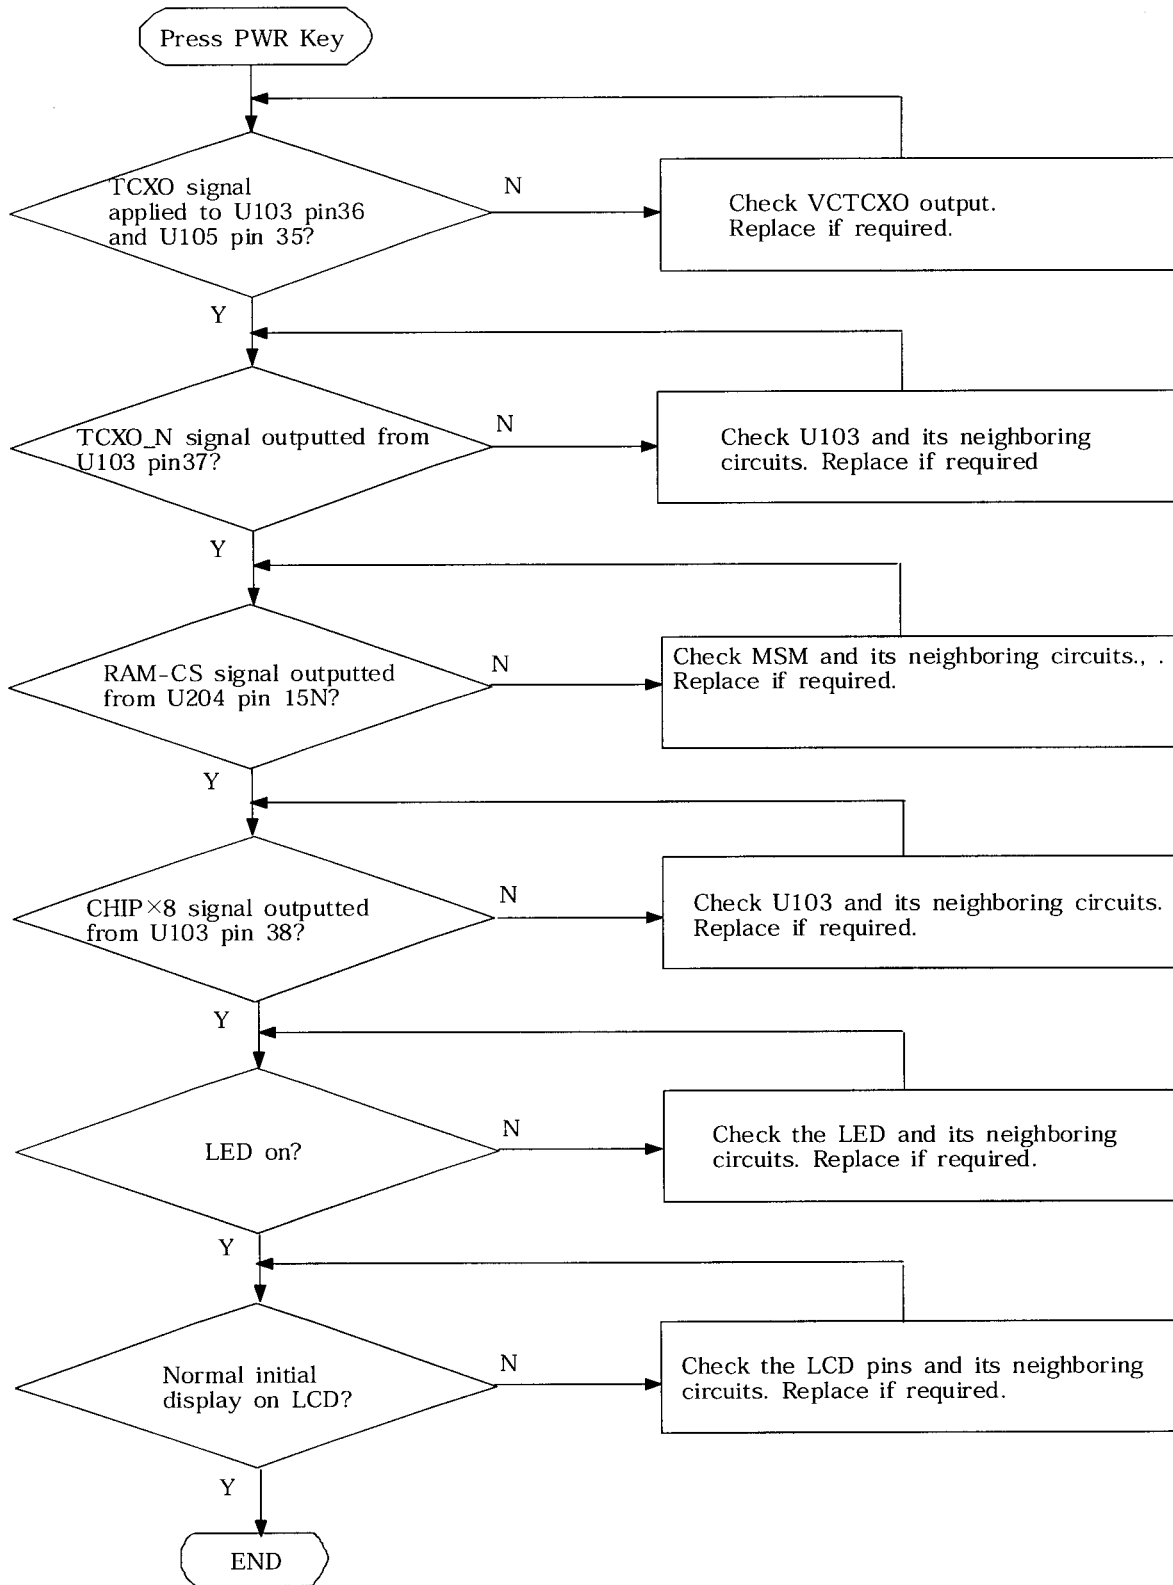 Press PWR Key
TCXO signal
applied to U103 pin36
and U105 pin 35?
N
Check VCTCXO output.
Replace if required.
Y
TCXO_N signal outputted from
U103 pin37?
N
Check U103 and its neighboring
circuits. Replace if required
Y
RAM-CS signal outputted
from U204 pin 15N?
N
Check MSM and its neighboring circuits., .
Replace if required.
Y
CHIP×8 signal outputted
from U103 pin 38?
N
Check U103 and its neighboring circuits.
Replace if required.
Y
LED on?
N
Check the LED and its neighboring
circuits. Replace if required.
Y
Normal initial
display on LCD?
N
Check the LCD pins and its neighboring
circuits. Replace if required.
Y
END